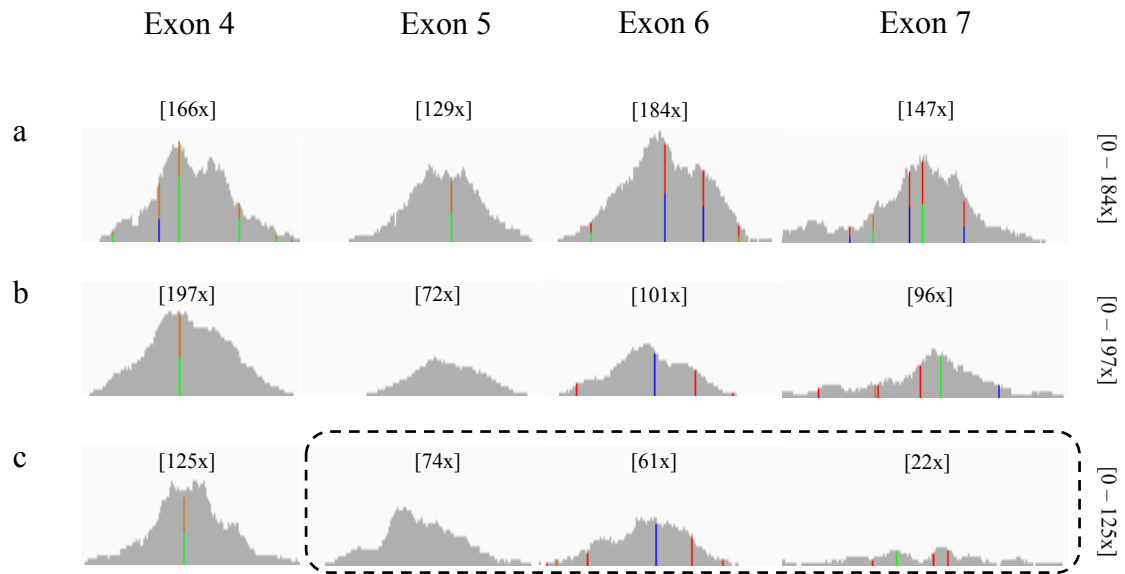 Exon 4 Exon 5 Exon 6 Exon 7
a [166x] [129x] [184x] [147x] [0 – 184x]
b [197x] [72x] [101x] [96x] [0 – 197x]
c [125x] [74x] [61x] [22x] [0 – 125x]